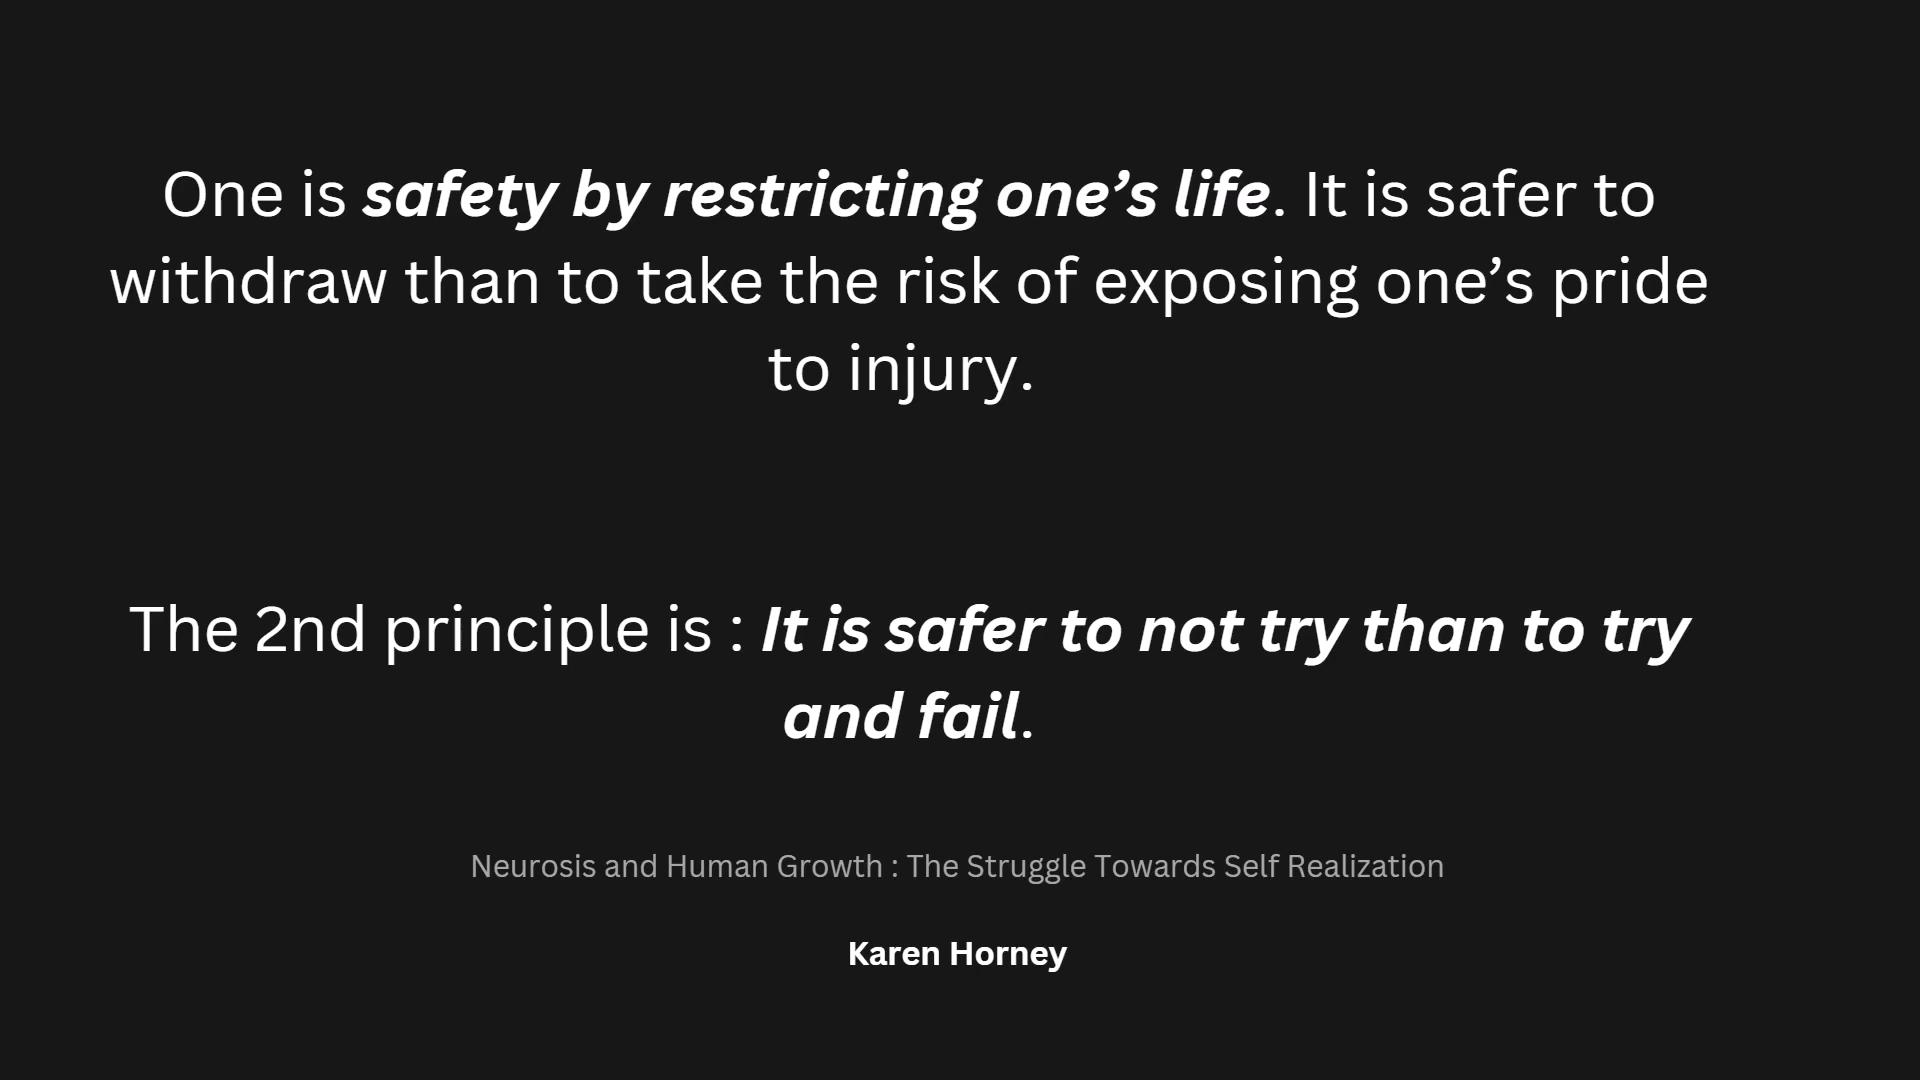 One is safety by restricting one’s life. It is safer to
withdraw than to take the risk of exposing one’s pride
to injury.
The 2nd principle is : It is safer to not try than to try
and fail.
Neurosis and Human Growth : The Struggle Towards Self Realization
Karen Horney